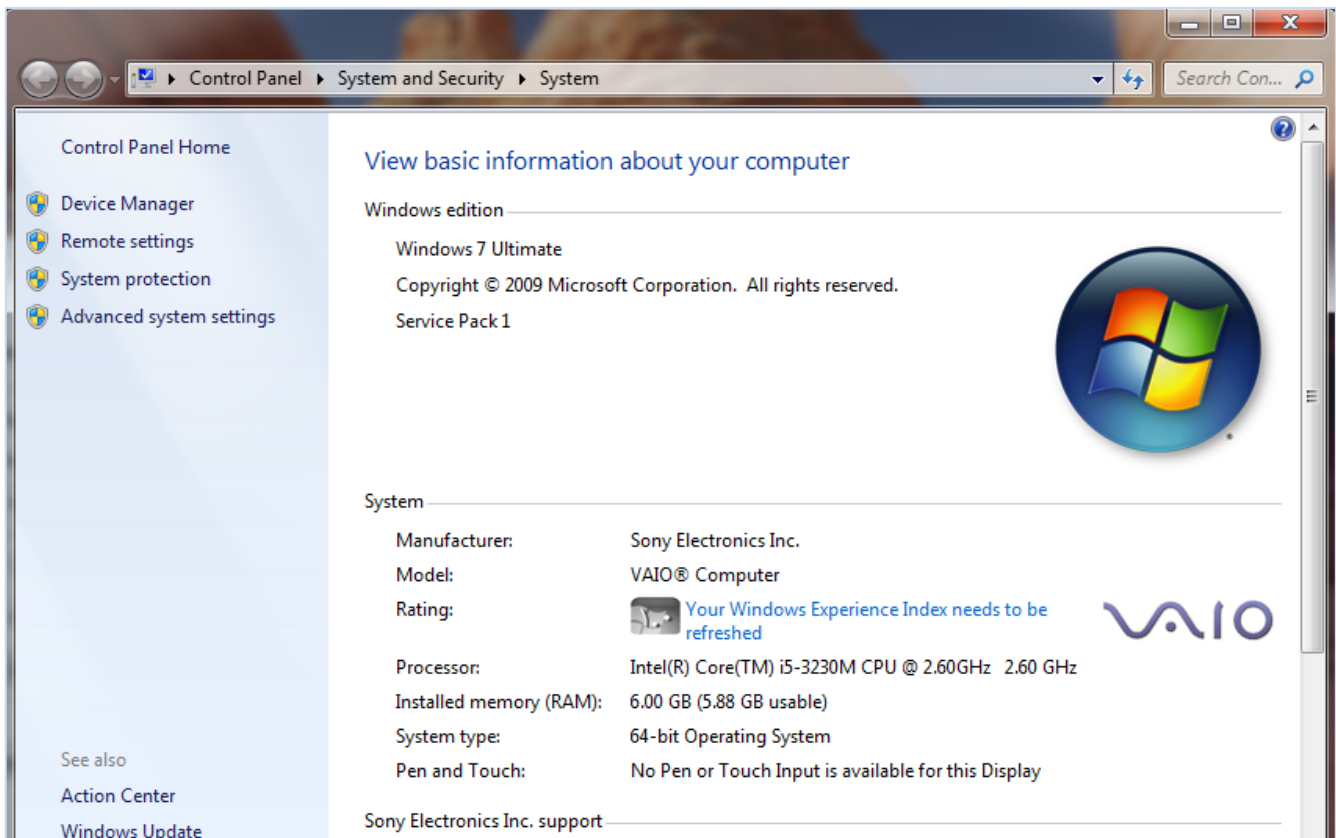 Control Panel ▸ System and Security ▸ System
Search Con...
Control Panel Home
Device Manager
Remote settings
System protection
Advanced system settings
See also
Action Center
Windows Update
View basic information about your computer
Windows edition
Windows 7 Ultimate
Copyright © 2009 Microsoft Corporation. All rights reserved.
Service Pack 1
System
Manufacturer: Sony Electronics Inc.
Model: VAIO® Computer
Rating: Your Windows Experience Index needs to be
refreshed
VAIO
Processor: Intel(R) Core(TM) i5-3230M CPU @ 2.60GHz 2.60 GHz
Installed memory (RAM): 6.00 GB (5.88 GB usable)
System type: 64-bit Operating System
Pen and Touch: No Pen or Touch Input is available for this Display
Sony Electronics Inc. support